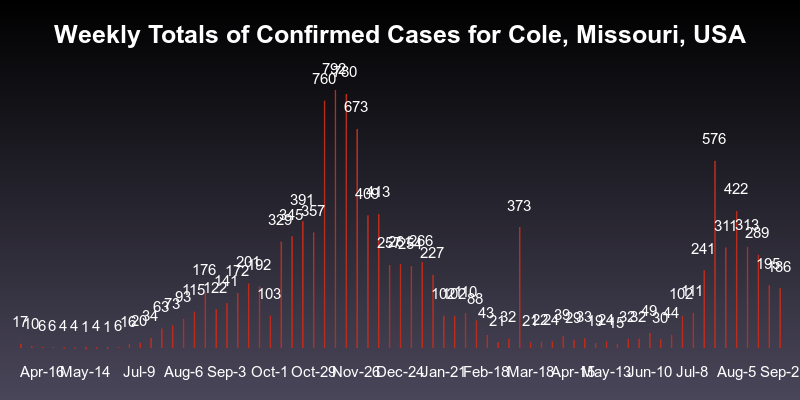 Weekly Totals of Confirmed Cases for Cole, Missouri, USA
17 10 6 6 4 4 1 4 1 6 16 20 34 63 73 93 115 176 122 141 172 201 192 103 329 345 391 357 760 792 780 673 409 413 257 254 266 227 102 102 110 88 43 21 32 373 21 22 24 39 29 33 19 24 15 32 32 49 30 44 102 111 241 576 311 422 313 289 195 186
Apr-16 May-14 Jul-9 Aug-6 Sep-3 Oct-1 Oct-29 Nov-26 Dec-24 Jan-21 Feb-18 Mar-18 Apr-15 May-13 Jun-10 Jul-8 Aug-5 Sep-2